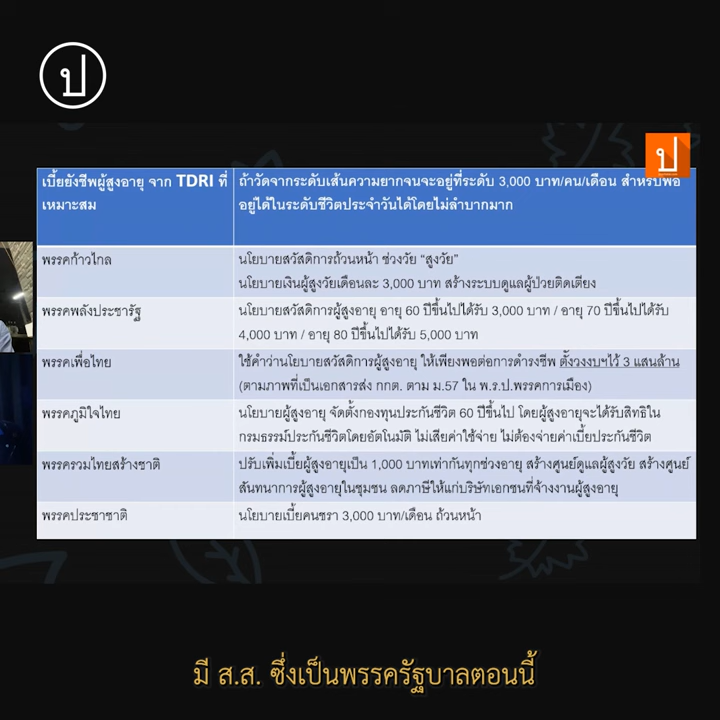 ป
ป
เบี้ยยังชีพผู้สูงอายุ จาก TDRI ที่
เหมาะสม
ถ้าวัดจากระดับเส้นความยากจนจะอยู่ที่ระดับ 3,000 บาท/คน/เดือน สำหรับพอ
อยู่ได้ในระดับชีวิตประจำวันได้โดยไม่ลำบากมาก
พรรคก้าวไกล
นโยบายสวัสดิการถ้วนหน้า ช่วงวัย “สูงวัย”
นโยบายเงินผู้สูงวัยเดือนละ 3,000 บาท สร้างระบบดูแลผู้ป่วยติดเตียง
พรรคพลังประชารัฐ
นโยบายสวัสดิการผู้สูงอายุ อายุ 60 ปีขึ้นไปได้รับ 3,000 บาท / อายุ 70 ปีขึ้นไปได้รับ
4,000 บาท / อายุ 80 ปีขึ้นไปได้รับ 5,000 บาท
พรรคเพื่อไทย
ใช้คำว่านโยบายสวัสดิการผู้สูงอายุ ให้เพียงพอต่อการดำรงชีพ ตั้งวงงบฯไว้ 3 แสนล้าน
(ตามภาพที่เป็นเอกสารส่ง กกต. ตาม ม.57 ใน พ.ร.ป.พรรคการเมือง)
พรรคภูมิใจไทย
นโยบายผู้สูงอายุ จัดตั้งกองทุนประกันชีวิต 60 ปีขึ้นไป โดยผู้สูงอายุจะได้รับสิทธิใน
กรมธรรม์ประกันชีวิตโดยอัตโนมัติ ไม่เสียค่าใช้จ่าย ไม่ต้องจ่ายค่าเบี้ยประกันชีวิต
พรรครวมไทยสร้างชาติ
ปรับเพิ่มเบี้ยผู้สูงอายุเป็น 1,000 บาทเท่ากันทุกช่วงอายุ สร้างศูนย์ดูแลผู้สูงวัย สร้างศูนย์
สันทนาการผู้สูงอายุในชุมชน ลดภาษีให้แก่บริษัทเอกชนที่จ้างงานผู้สูงอายุ
พรรคประชาชาติ
นโยบายเบี้ยคนชรา 3,000 บาท/เดือน ถ้วนหน้า
มี ส.ส. ซึ่งเป็นพรรครัฐบาลตอนนี้